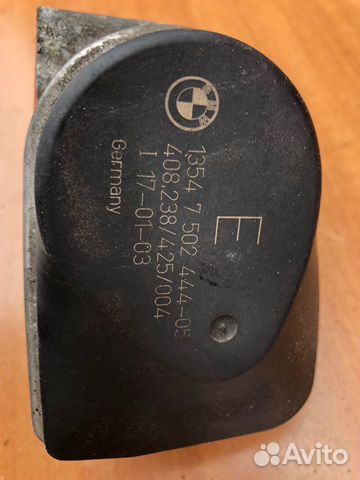 1354 7 502 444-05
408.238/425/004
I 17-01-03
Germany
E
Avito